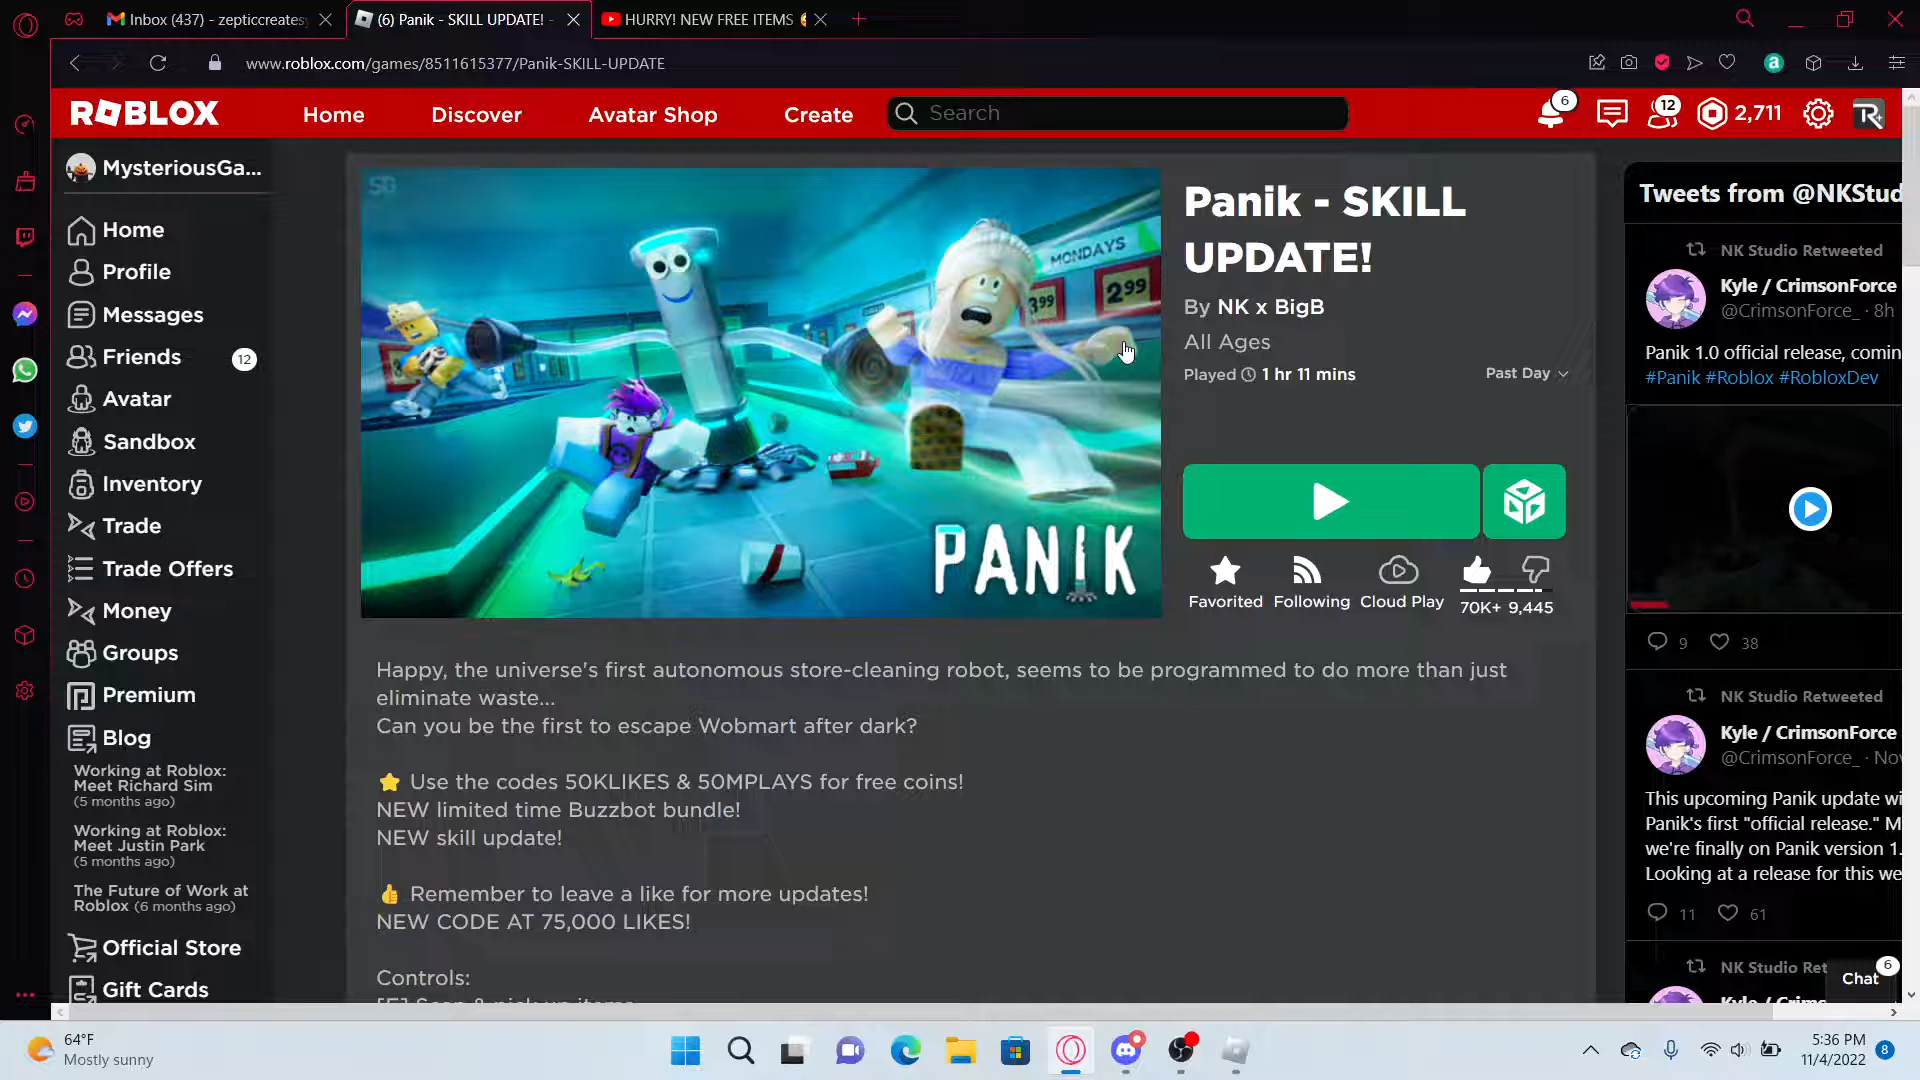 Inbox (437) - zepticcreates
(6) Panik - SKILL UPDATE! -
HURRY! NEW FREE ITEMS
www.roblox.com/games/8511615377/Panik-SKILL-UPDATE
ROBLOX
Home
Discover
Avatar Shop
Create
Search
6
12
2,711
MysteriousGa...
Home
Profile
Messages
Friends
12
Avatar
Sandbox
Inventory
Trade
Trade Offers
Money
Groups
Premium
Blog
Working at Roblox:
Meet Richard Sim
(5 months ago)
Working at Roblox:
Meet Justin Park
(5 months ago)
The Future of Work at
Roblox (6 months ago)
Official Store
Gift Cards
MONDAYS
3.99
2.99
PANIK
Panik - SKILL
UPDATE!
By NK x BigB
All Ages
Played 1 hr 11 mins
Past Day
Favorited
Following
Cloud Play
70K+
9,445
Happy, the universe's first autonomous store-cleaning robot, seems to be programmed to do more than just
eliminate waste...
Can you be the first to escape Wobmart after dark?
⭐ Use the codes 50KLIKES & 50MPLAYS for free coins!
NEW limited time Buzzbot bundle!
NEW skill update!
👍 Remember to leave a like for more updates!
NEW CODE AT 75,000 LIKES!
Controls:
Tweets from @NKStud
NK Studio Retweeted
Kyle / CrimsonForce
@CrimsonForce_ · 8h
Panik 1.0 official release, comin
#Panik #Roblox #RobloxDev
9
38
NK Studio Retweeted
Kyle / CrimsonForce
@CrimsonForce_ · Nov
This upcoming Panik update wi
Panik's first "official release." M
we're finally on Panik version 1.
Looking at a release for this we
11
61
NK Studio Ret
Chat
6
64°F
Mostly sunny
5:36 PM
11/4/2022
8